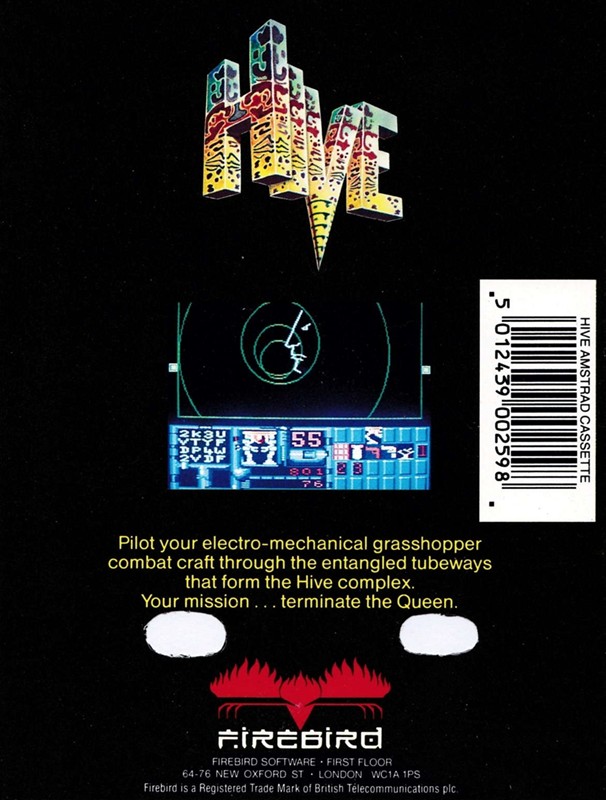 HIVE
55
801
76
23
1
HIVE AMSTRAD CASSETTE
5 012439 002598
Pilot your electro-mechanical grasshopper
combat craft through the entangled tubeways
that form the Hive complex.
Your mission . . . terminate the Queen.
FIREBIRD
FIREBIRD SOFTWARE · FIRST FLOOR
64-76 NEW OXFORD ST · LONDON WC1A 1PS
Firebird is a Registered Trade Mark of British Telecommunications plc.